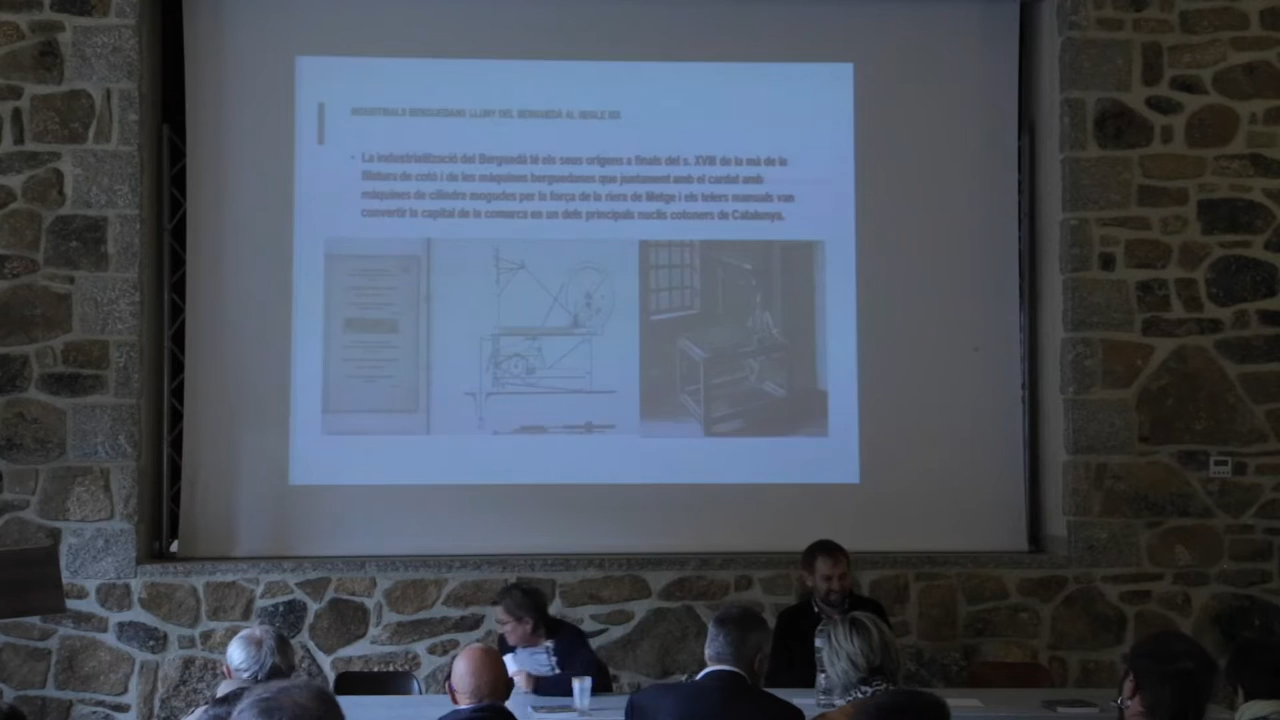 INDUSTRIALS BERGUEDANS LLUNY DEL BERGUEDÀ AL SEGLE XIX
• La industrialització del Berguedà té els seus orígens a finals del s. XVIII de la mà de la
filatura de cotó i de les màquines berguedanes que juntament amb el cardat amb
màquines de cilindre mogudes per la força de la riera de Metge i els telers manuals van
convertir la capital de la comarca en un dels principals nuclis cotoners de Catalunya.